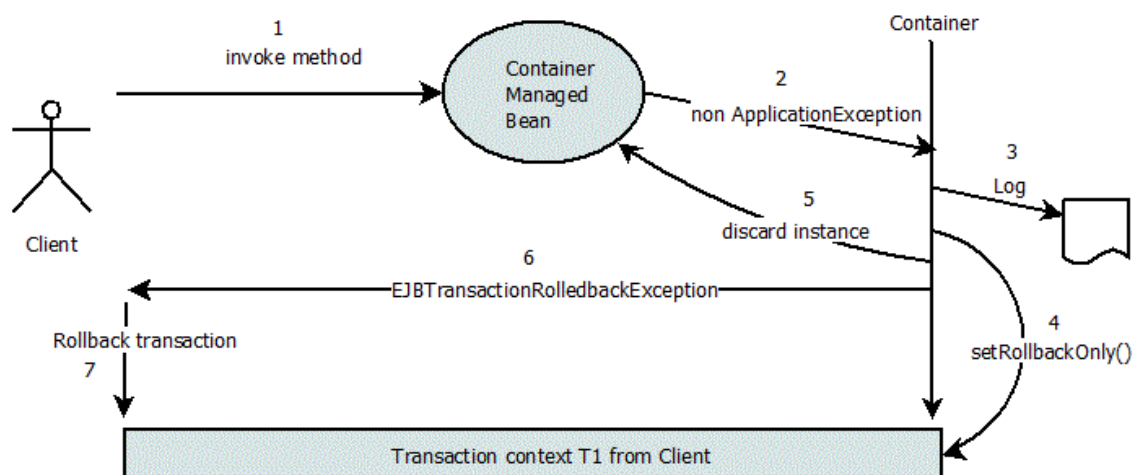 Container
1
invoke method
Container
Managed
Bean
2
non ApplicationException
3
Log
Client
5
discard instance
6
EJBTransactionRolledbackException
4
setRollbackOnly()
Rollback transaction
7
Transaction context T1 from Client